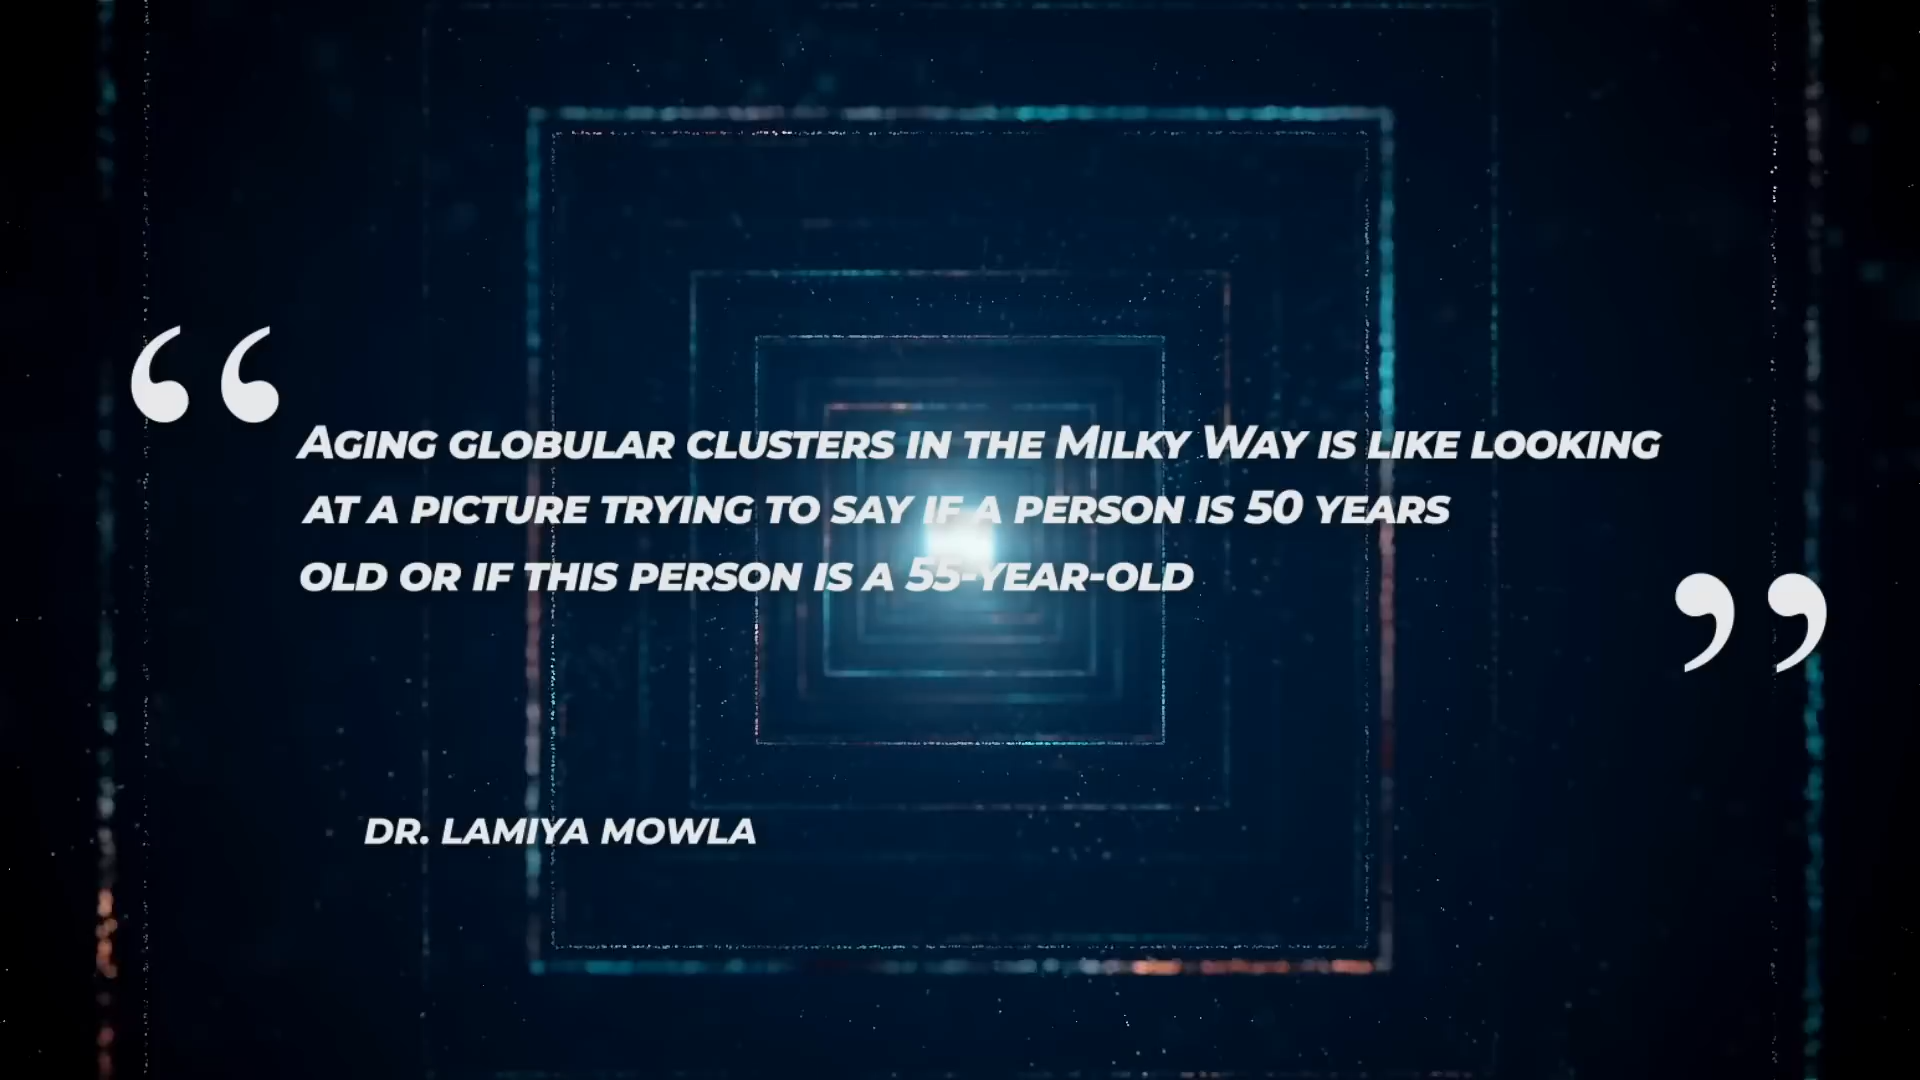 “Aging globular clusters in the Milky Way is like looking
at a picture trying to say if a person is 50 years
old or if this person is a 55-year-old”
Dr. Lamiya Mowla